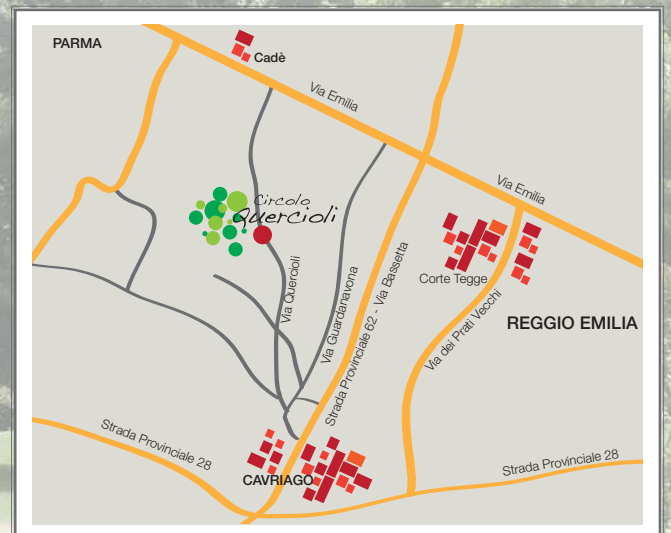 PARMA
Cadè
Via Emilia
Via Emilia
Circolo
Quercioli
Corte Tegge
Via Quercioli
Via Guardanavona
Strada Provinciale 62 - Via Bassetta
Via dei Prati Vecchi
REGGIO EMILIA
Strada Provinciale 28
CAVRIAGO
Strada Provinciale 28